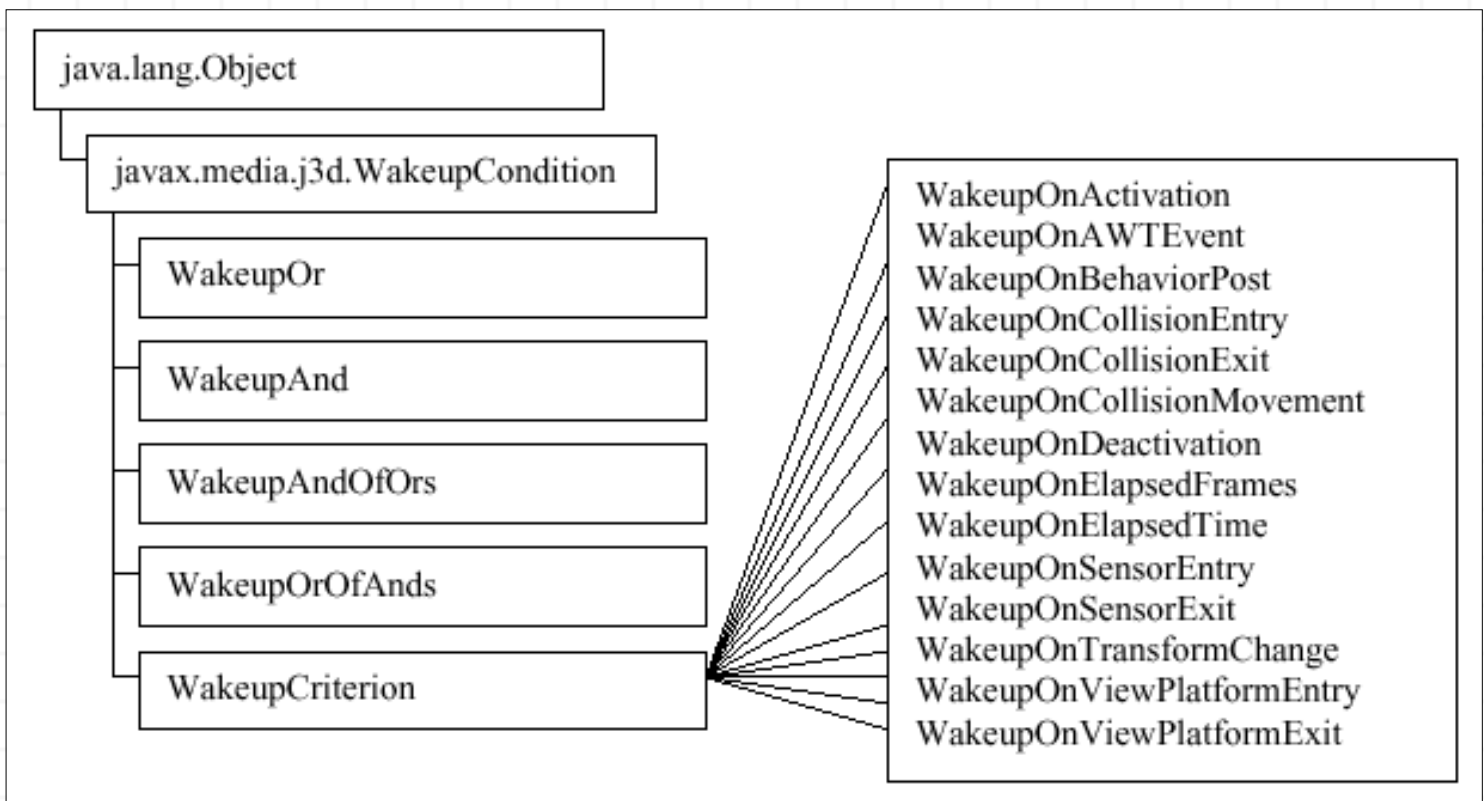 java.lang.Object
javax.media.j3d.WakeupCondition
WakeupOr
WakeupAnd
WakeupAndOfOrs
WakeupOrOfAnds
WakeupCriterion
WakeupOnActivation
WakeupOnAWTEvent
WakeupOnBehaviorPost
WakeupOnCollisionEntry
WakeupOnCollisionExit
WakeupOnCollisionMovement
WakeupOnDeactivation
WakeupOnElapsedFrames
WakeupOnElapsedTime
WakeupOnSensorEntry
WakeupOnSensorExit
WakeupOnTransformChange
WakeupOnViewPlatformEntry
WakeupOnViewPlatformExit